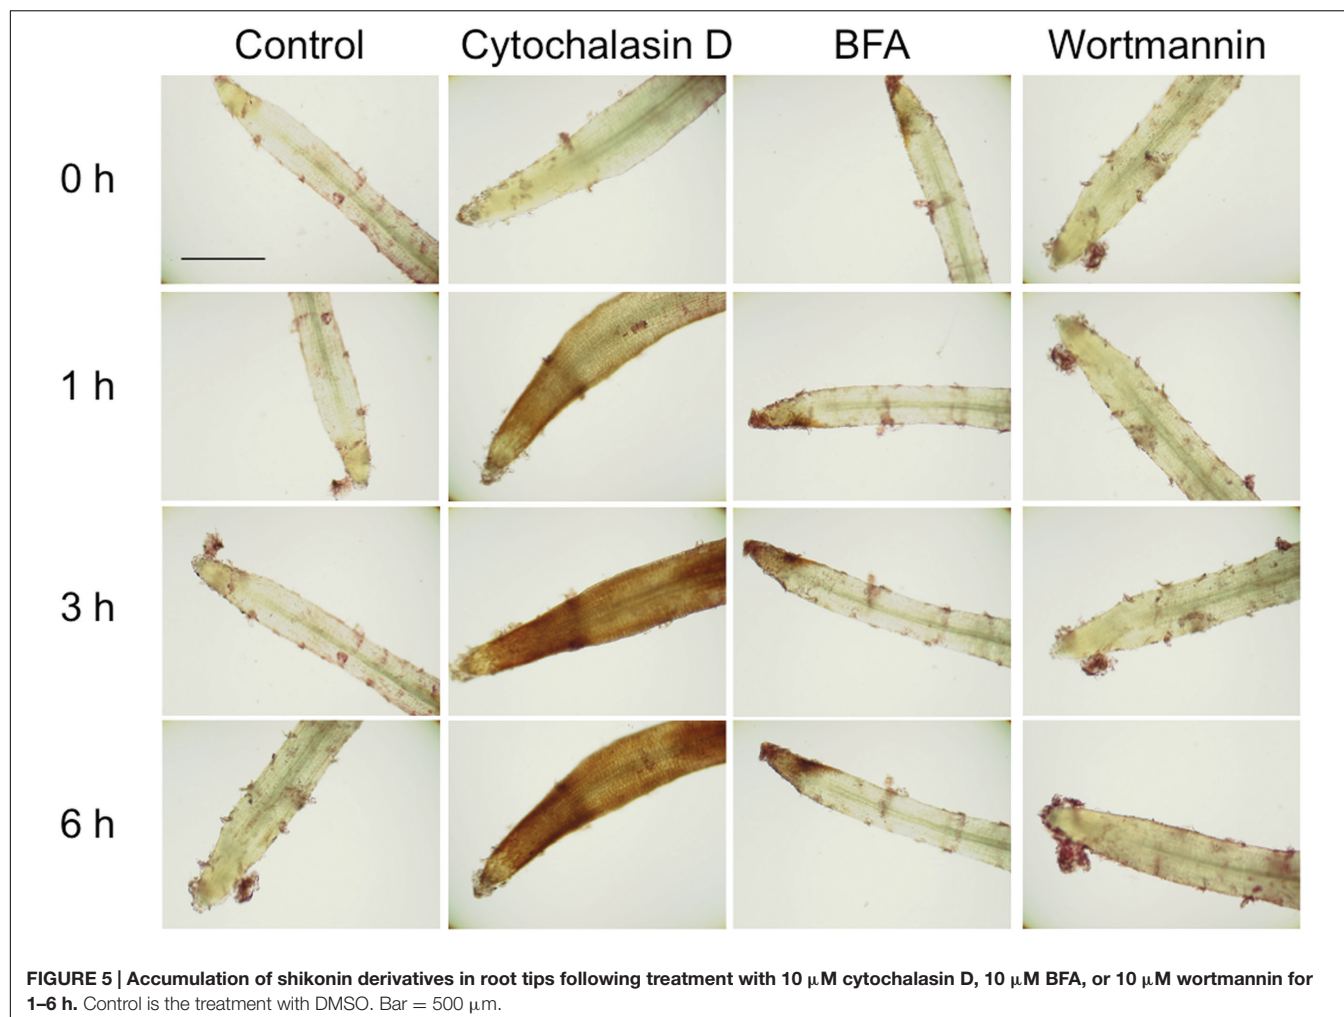 Control Cytochalasin D BFA Wortmannin
0 h
1 h
3 h
6 h
FIGURE 5 | Accumulation of shikonin derivatives in root tips following treatment with 10 μM cytochalasin D, 10 μM BFA, or 10 μM wortmannin for
1–6 h. Control is the treatment with DMSO. Bar = 500 μm.